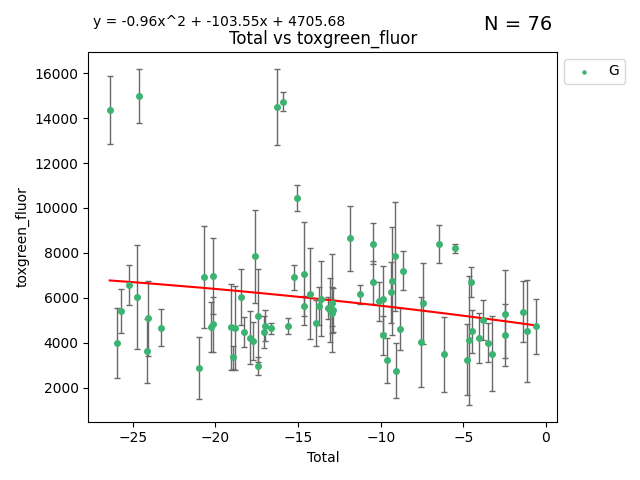 y = -0.96x^2 + -103.55x + 4705.68
N = 76
Total vs toxgreen_fluor
G
16000
14000
12000
10000
8000
6000
4000
2000
toxgreen_fluor
−25
−20
−15
−10
−5
0
Total